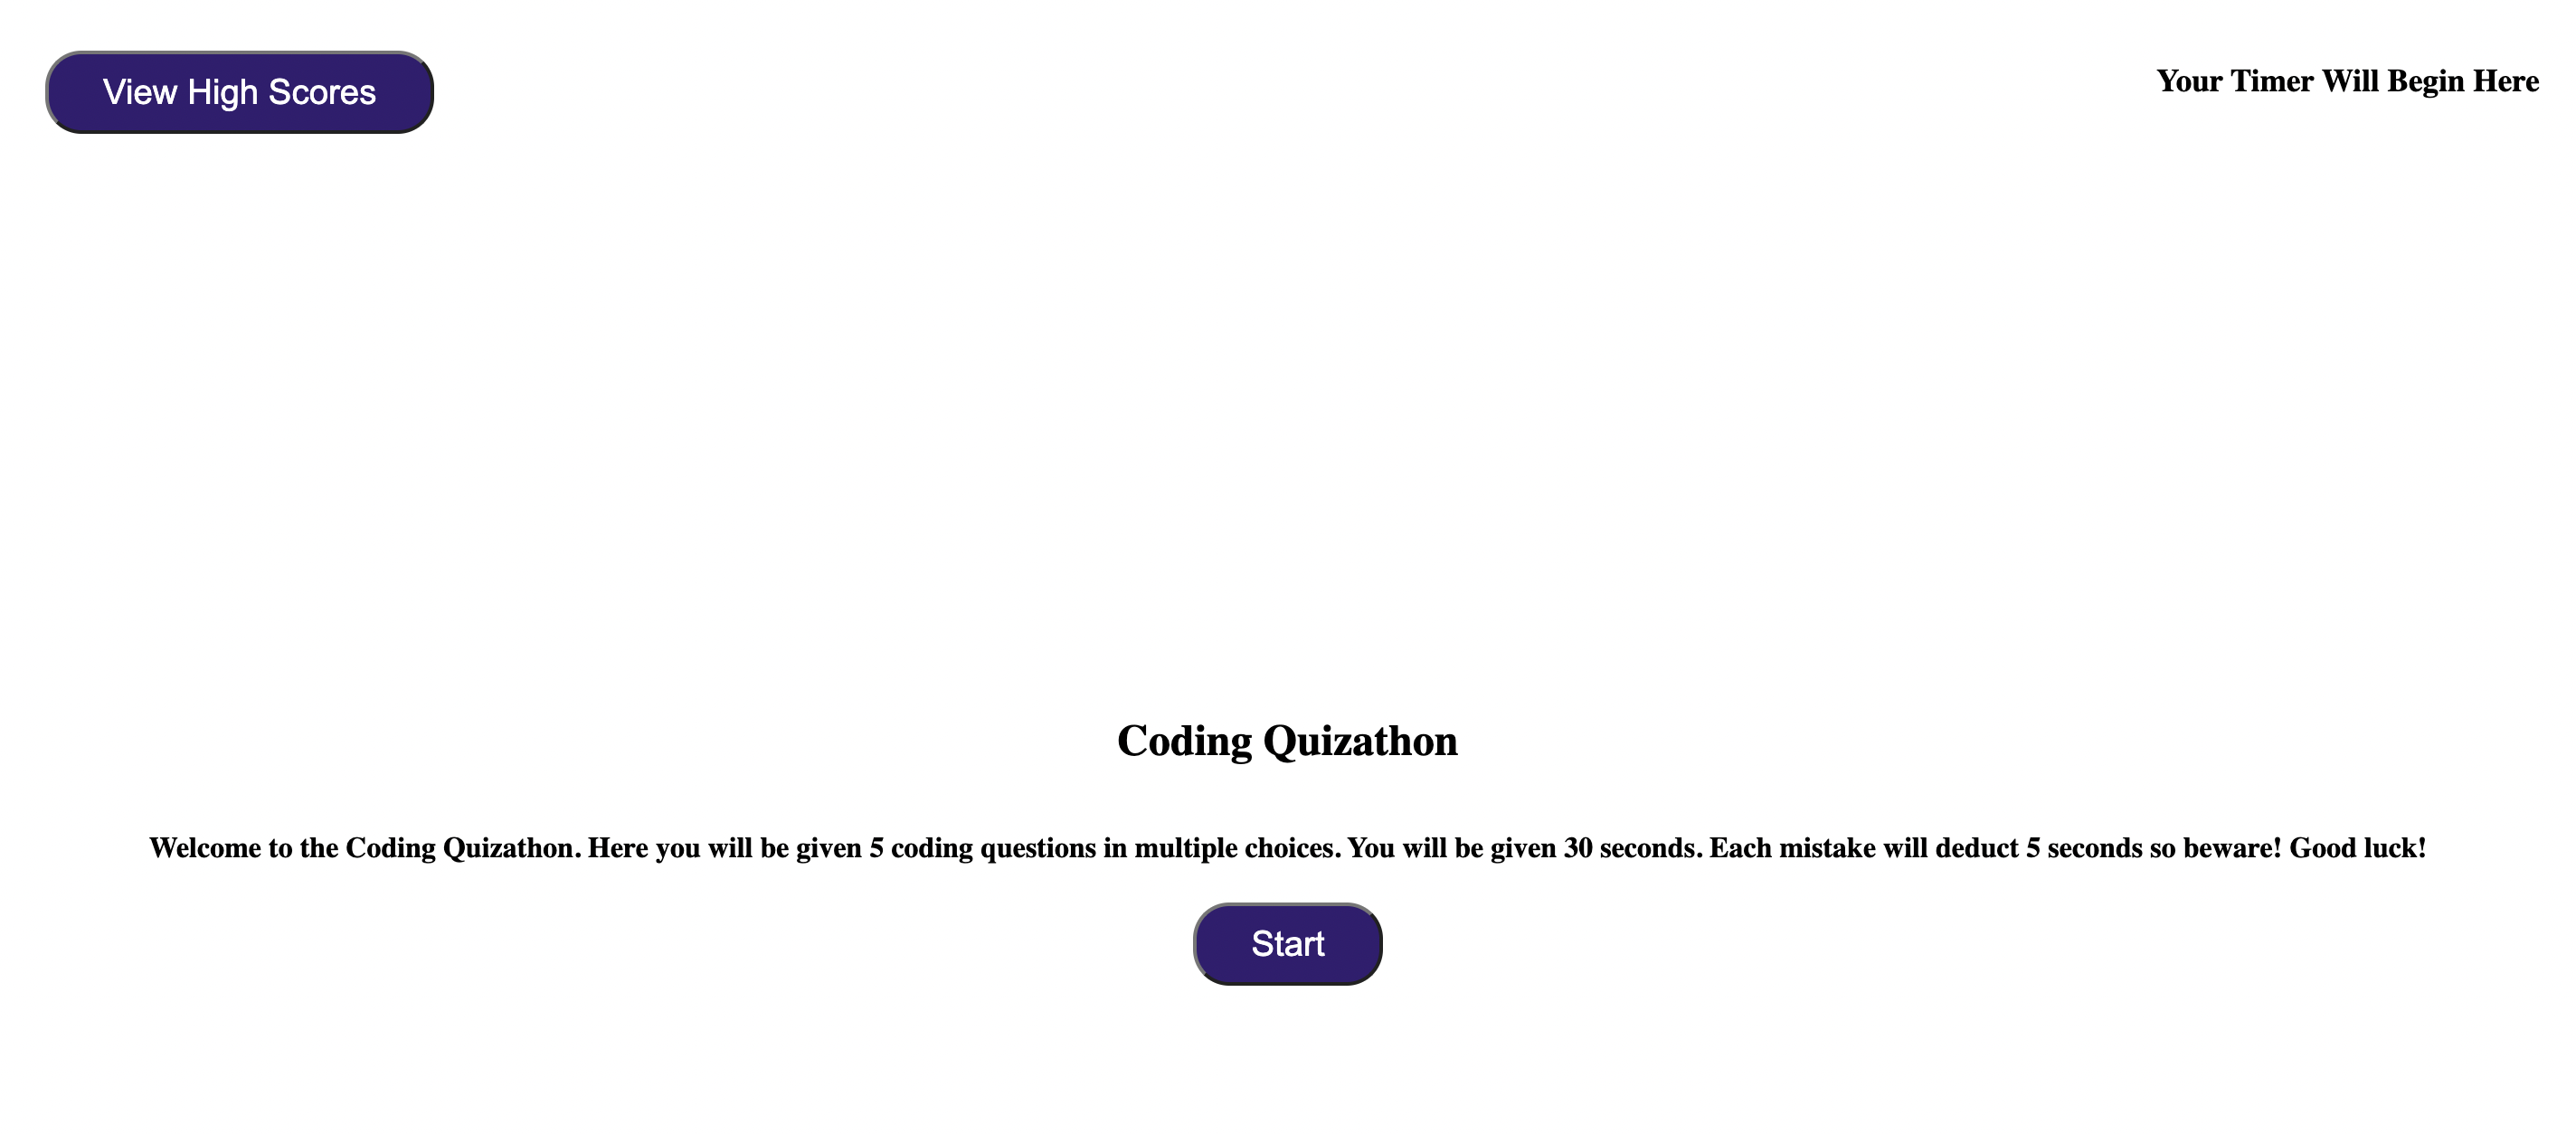 View High Scores
Your Timer Will Begin Here
Coding Quizathon
Welcome to the Coding Quizathon. Here you will be given 5 coding questions in multiple choices. You will be given 30 seconds. Each mistake will deduct 5 seconds so beware! Good luck!
Start